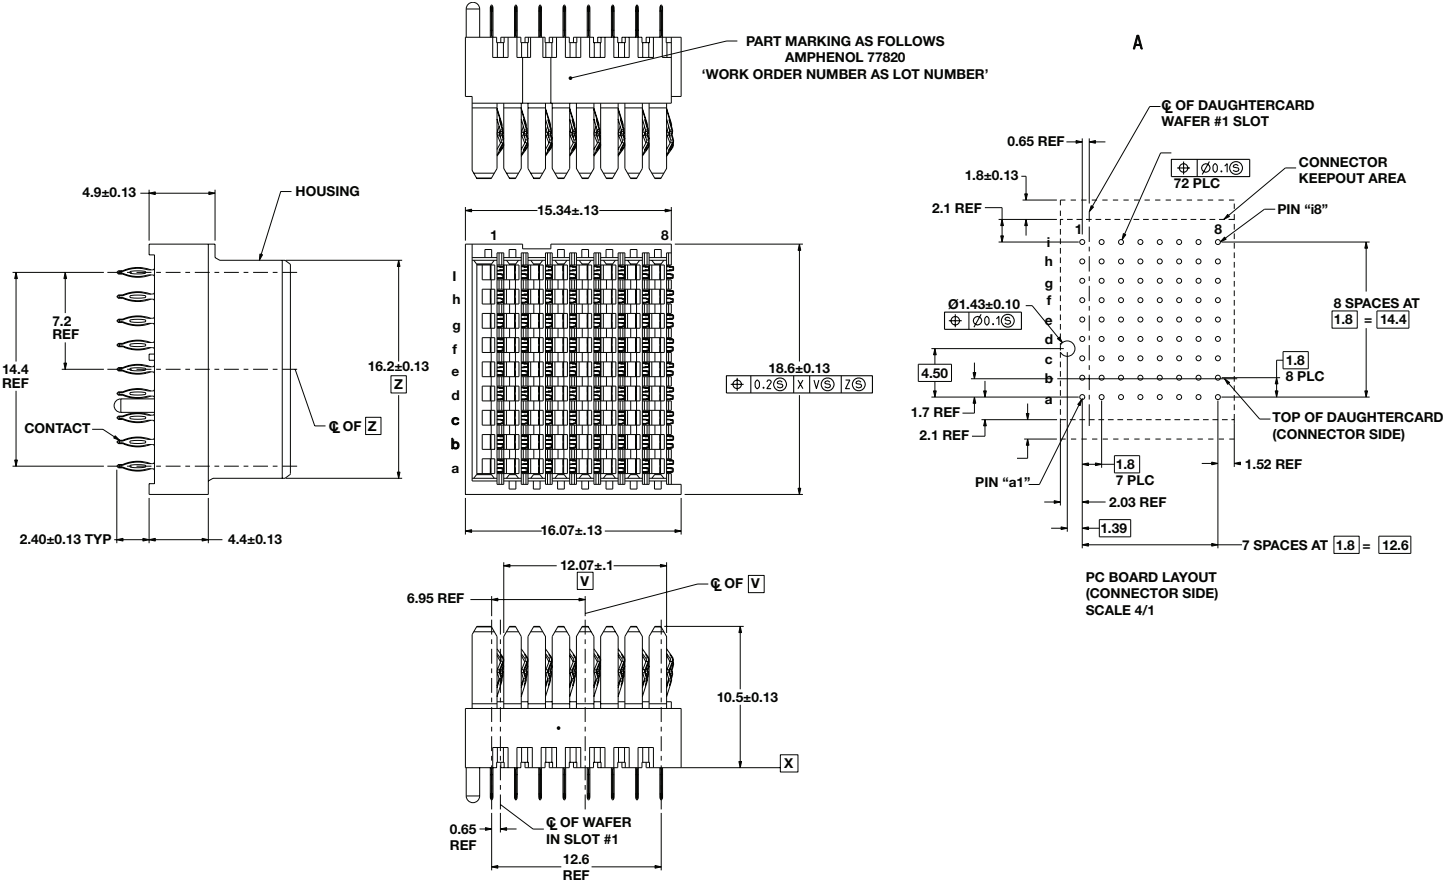 PART MARKING AS FOLLOWS
AMPHENOL 77820
‘WORK ORDER NUMBER AS LOT NUMBER’
A
℄ OF DAUGHTERCARD
WAFER #1 SLOT
0.65 REF
⌖ Ø0.1Ⓢ
72 PLC
CONNECTOR
KEEPOUT AREA
1.8±0.13
2.1 REF
PIN “i8”
1 8
i
h
g
f
e
d
c
b
a
Ø1.43±0.10
⌖ Ø0.1Ⓢ
8 SPACES AT
1.8 = 14.4
4.50
1.8
8 PLC
1.7 REF
2.1 REF
TOP OF DAUGHTERCARD
(CONNECTOR SIDE)
1.52 REF
PIN “a1”
1.8
7 PLC
2.03 REF
1.39
7 SPACES AT 1.8 = 12.6
PC BOARD LAYOUT
(CONNECTOR SIDE)
SCALE 4/1
4.9±0.13
HOUSING
7.2
REF
14.4
REF
16.2±0.13
Z
CONTACT
℄ OF Z
2.40±0.13 TYP
4.4±0.13
15.34±.13
1 8
I
h
g
f
e
d
c
b
a
18.6±0.13
⌖ 0.2Ⓢ X VⓈ ZⓈ
16.07±.13
12.07±.1
V
6.95 REF
℄ OF V
10.5±0.13
X
0.65
REF
℄ OF WAFER
IN SLOT #1
12.6
REF